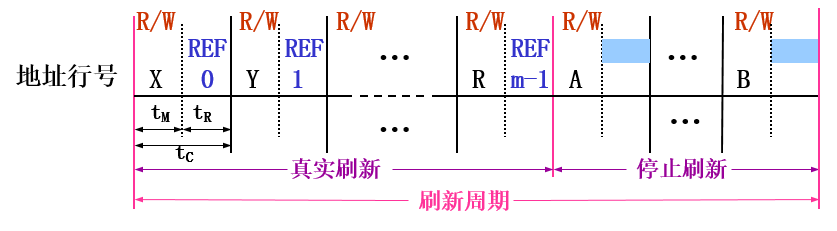 R/W R/W R/W R/W R/W R/W
REF REF REF
地址行号 X 0 Y 1 … R m-1 A … B
tM tR … …
tC
真实刷新 停止刷新
刷新周期